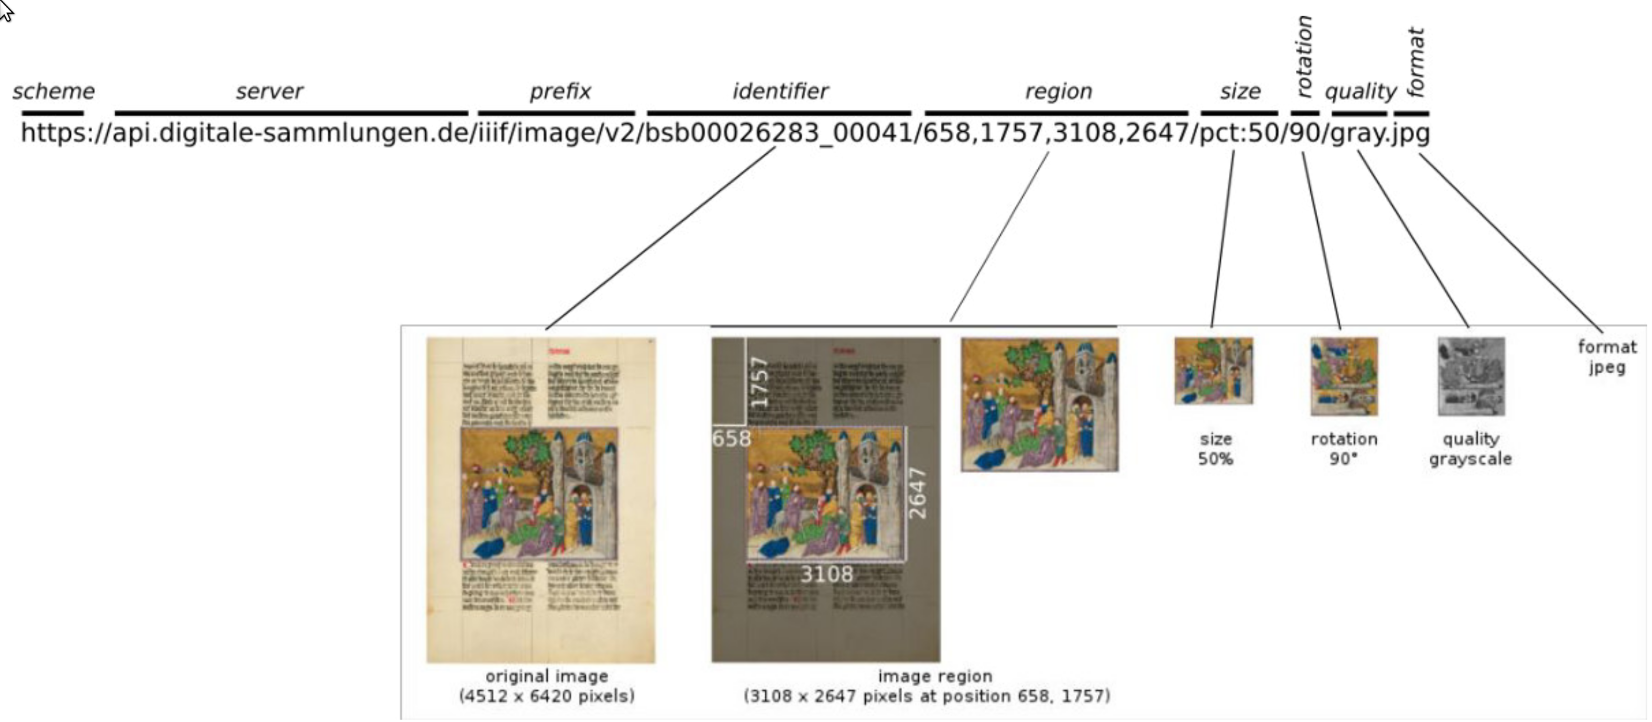 scheme server prefix identifier region size rotation quality format
https://api.digitale-sammlungen.de/iiif/image/v2/bsb00026283_00041/658,1757,3108,2647/pct:50/90/gray.jpg
1757
658
2647
3108
size
50%
rotation
90°
quality
grayscale
format
jpeg
original image
(4512 x 6420 pixels)
image region
(3108 x 2647 pixels at position 658, 1757)